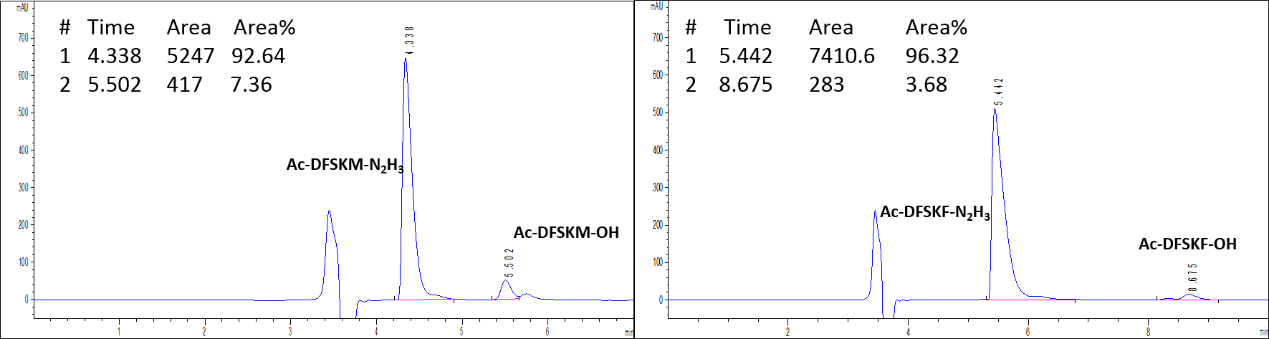 mAU
# Time Area Area%
1 4.338 5247 92.64
2 5.502 417 7.36
700
600
500
400
300
200
100
0
4.338
Ac-DFSKM-N₂H₃
Ac-DFSKM-OH
5.502
1 2 3 4 5 6 min
mAU
# Time Area Area%
1 5.442 7410.6 96.32
2 8.675 283 3.68
700
600
500
400
300
200
100
0
5.442
Ac-DFSKF-N₂H₃
Ac-DFSKF-OH
8.675
2 4 6 8 min